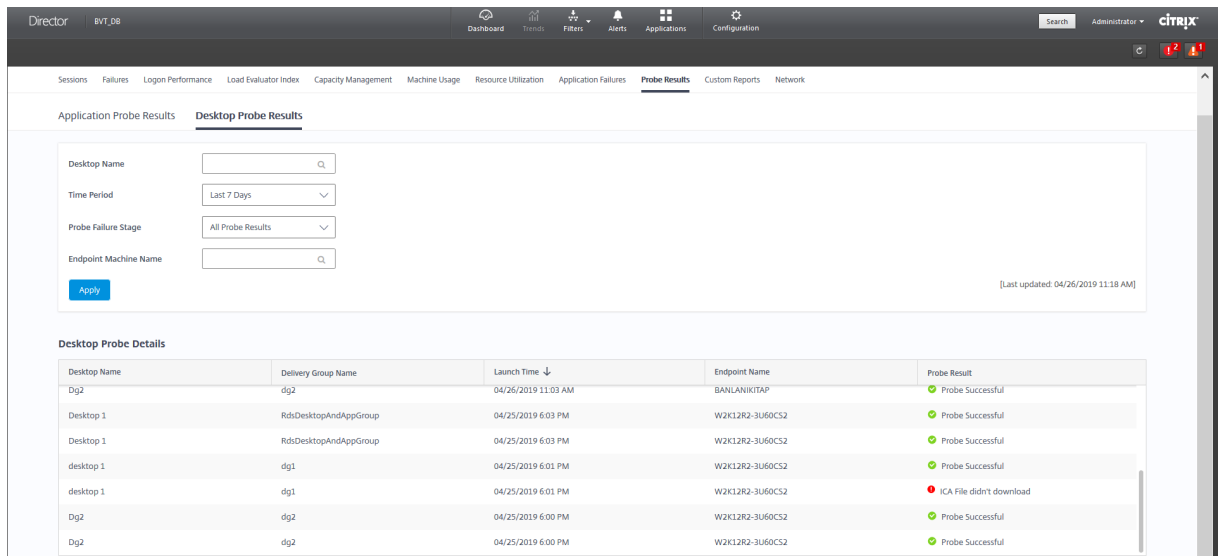 Director BVT_DB Dashboard Trends Filters Alerts Applications Configuration Search Administrator CITRIX
2 1
Sessions Failures Logon Performance Load Evaluator Index Capacity Management Machine Usage Resource Utilization Application Failures Probe Results Custom Reports Network
Application Probe Results Desktop Probe Results
Desktop Name
Time Period Last 7 Days
Probe Failure Stage All Probe Results
Endpoint Machine Name
Apply [Last updated: 04/26/2019 11:18 AM]
Desktop Probe Details
Desktop Name Delivery Group Name Launch Time ↓ Endpoint Name Probe Result
Dg2 dg2 04/26/2019 11:03 AM BANLANIKITAP Probe Successful
Desktop 1 RdsDesktopAndAppGroup 04/25/2019 6:03 PM W2K12R2-3U60CS2 Probe Successful
Desktop 1 RdsDesktopAndAppGroup 04/25/2019 6:03 PM W2K12R2-3U60CS2 Probe Successful
desktop 1 dg1 04/25/2019 6:01 PM W2K12R2-3U60CS2 Probe Successful
desktop 1 dg1 04/25/2019 6:01 PM W2K12R2-3U60CS2 ICA File didn't download
Dg2 dg2 04/25/2019 6:00 PM W2K12R2-3U60CS2 Probe Successful
Dg2 dg2 04/25/2019 6:00 PM W2K12R2-3U60CS2 Probe Successful